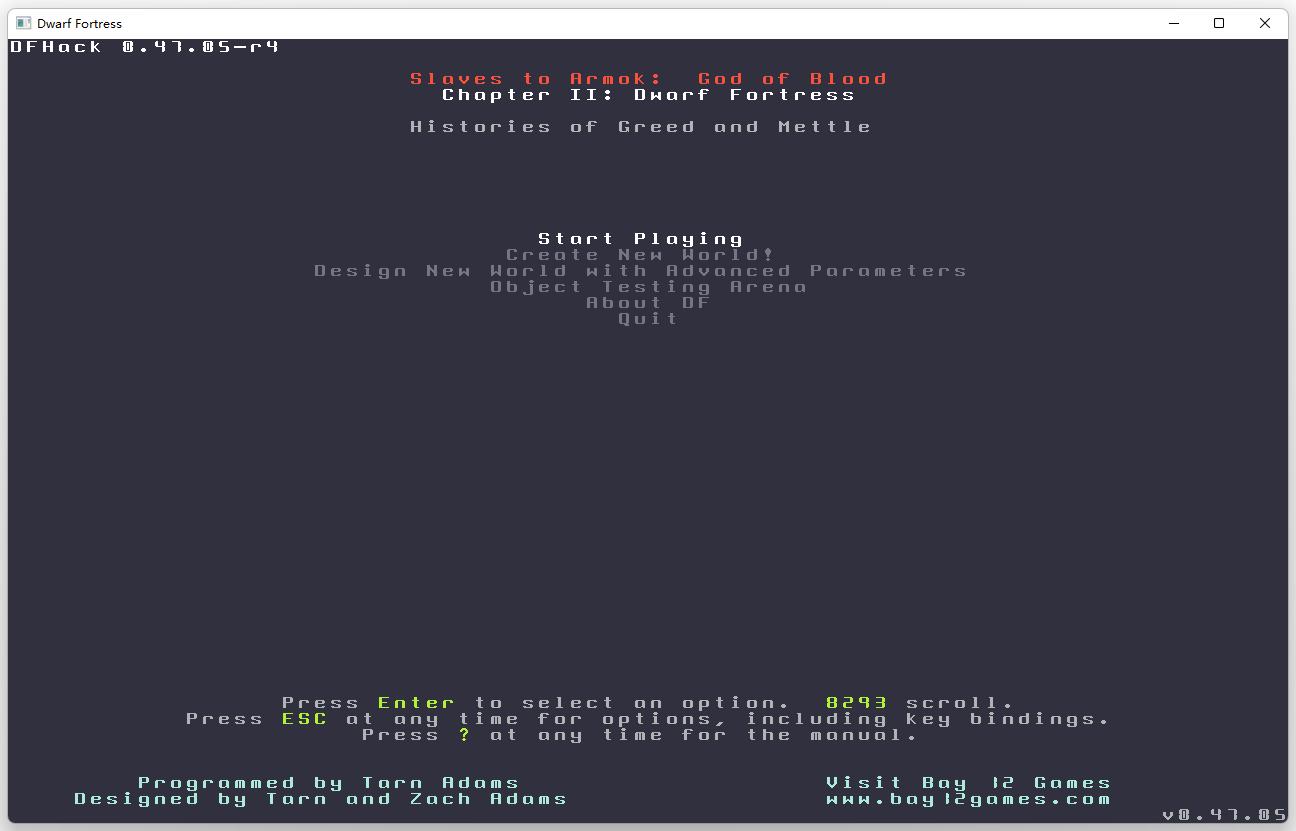 Dwarf Fortress
DFHack 0.47.05-r4
Slaves to Armok: God of Blood
Chapter II: Dwarf Fortress
Histories of Greed and Mettle
Start Playing
Create New World!
Design New World with Advanced Parameters
Object Testing Arena
About DF
Quit
Press Enter to select an option. 8293 scroll.
Press ESC at any time for options, including key bindings.
Press ? at any time for the manual.
Programmed by Tarn Adams
Designed by Tarn and Zach Adams
Visit Bay 12 Games
www.bay12games.com
v0.47.05